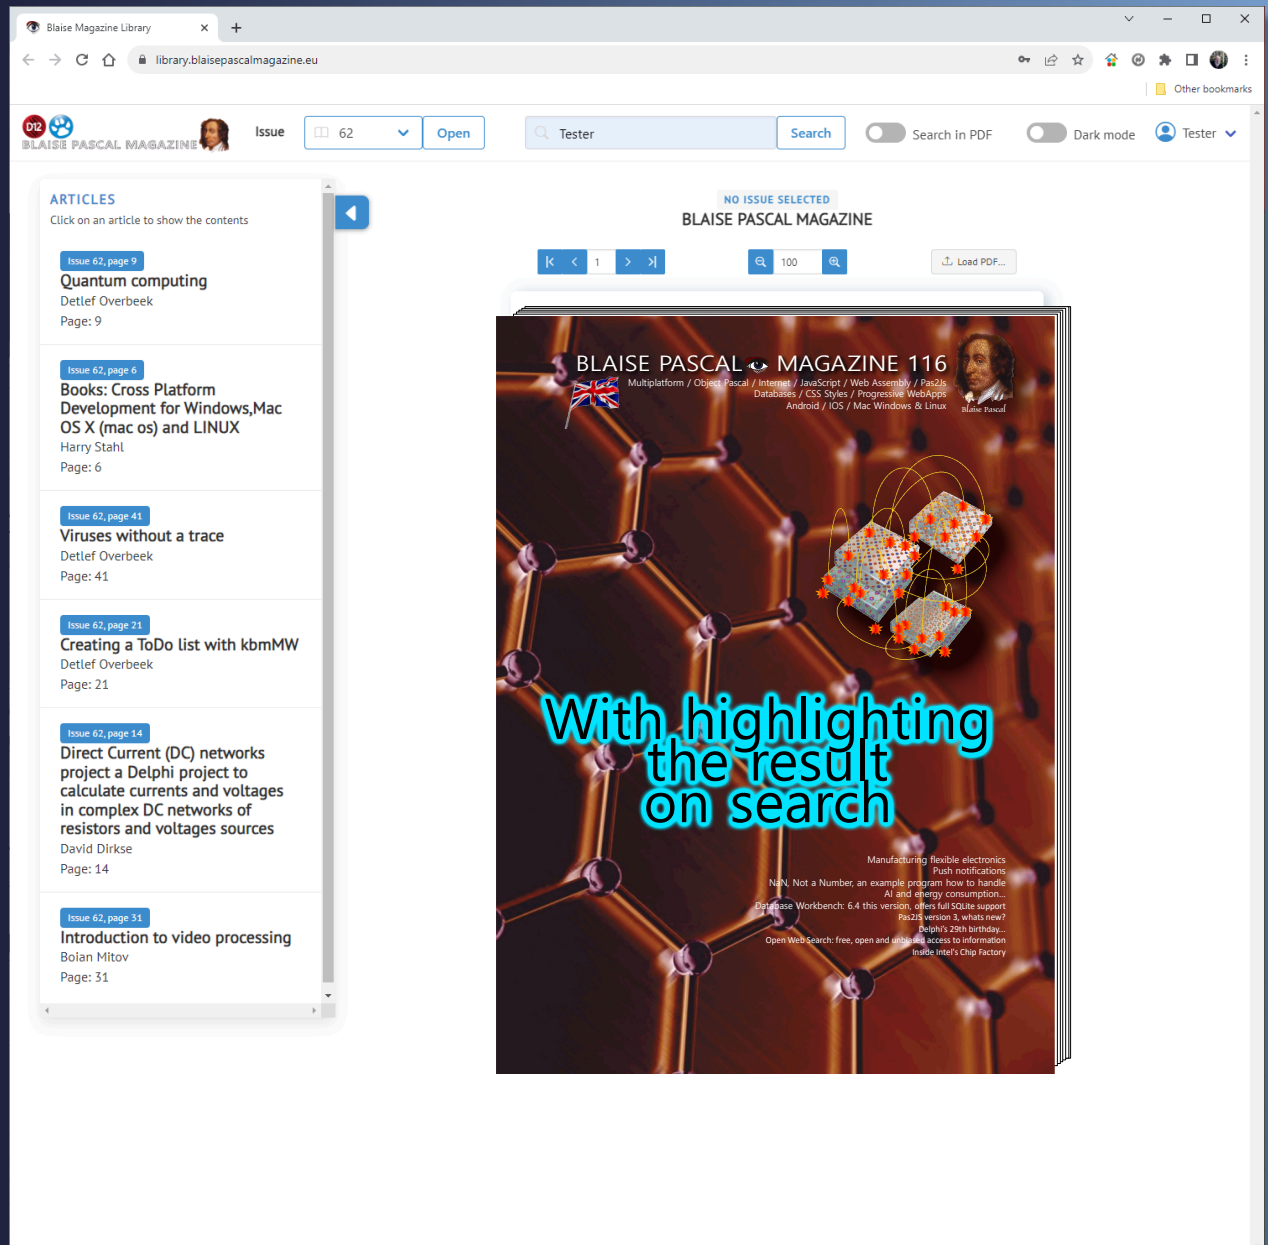 Blaise Magazine Library
library.blaisepascalmagazine.eu
Other bookmarks
D12
BLAISE PASCAL MAGAZINE
Issue
62
Open
Tester
Search
Search in PDF
Dark mode
Tester
ARTICLES
Click on an article to show the contents
Issue 62, page 9
Quantum computing
Detlef Overbeek
Page: 9
Issue 62, page 6
Books: Cross Platform
Development for Windows,Mac
OS X (mac os) and LINUX
Harry Stahl
Page: 6
Issue 62, page 41
Viruses without a trace
Detlef Overbeek
Page: 41
Issue 62, page 21
Creating a ToDo list with kbmMW
Detlef Overbeek
Page: 21
Issue 62, page 14
Direct Current (DC) networks
project a Delphi project to
calculate currents and voltages
in complex DC networks of
resistors and voltages sources
David Dirkse
Page: 14
Issue 62, page 31
Introduction to video processing
Boian Mitov
Page: 31
NO ISSUE SELECTED
BLAISE PASCAL MAGAZINE
1
100
Load PDF...
BLAISE PASCAL MAGAZINE 116
Multiplatform / Object Pascal / Internet / JavaScript / Web Assembly / Pas2Js
Databases / CSS Styles / Progressive WebApps
Android / IOS / Mac Windows & Linux
Blaise Pascal
With highlighting
the result
on search
Manufacturing flexible electronics
Push notifications
NaN, Not a Number, an example program how to handle
AI and energy consumption...
Database Workbench: 6.4 this version, offers full SQLite support
Pas2JS version 3, whats new?
Delphi's 29th birthday...
Open Web Search: free, open and unbiased access to information
Inside Intel's Chip Factory